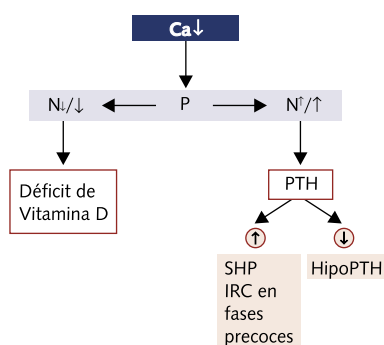 Ca↓
N↓/↓ P N↑/↑
Déficit de
Vitamina D
PTH
↑ ↓
SHP
IRC en
fases
precoces
HipoPTH